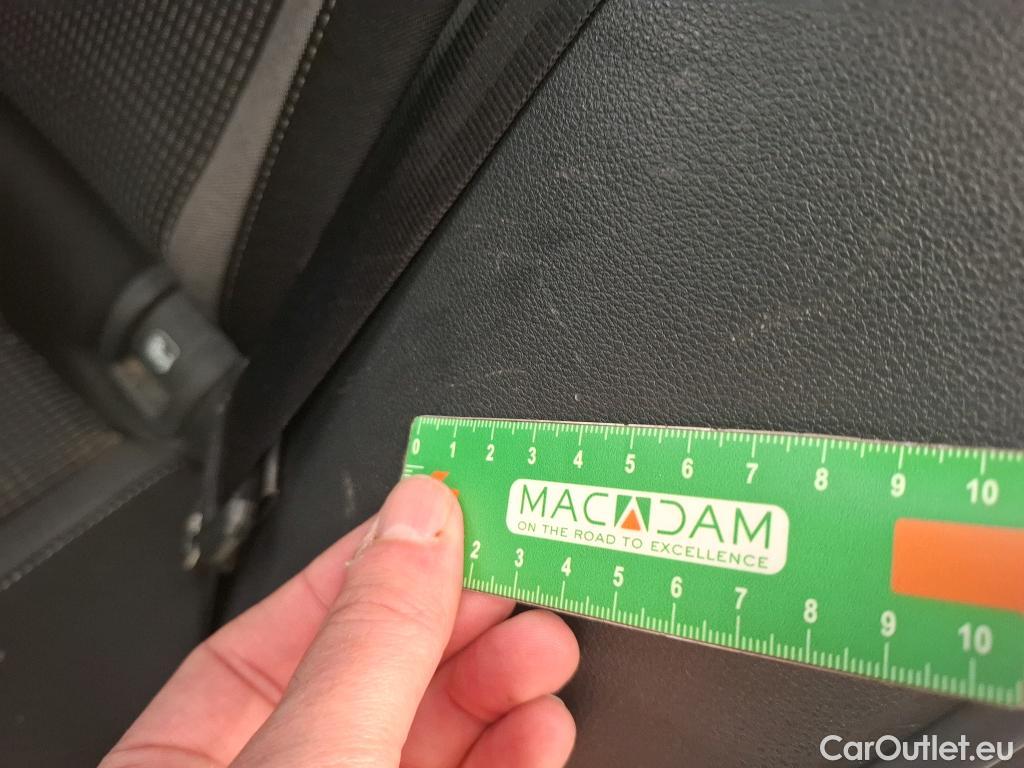 0 1 2 3 4 5 6 7 8 9 10
MACADAM
ON THE ROAD TO EXCELLENCE
2 3 4 5 6 7 8 9 10
CarOutlet.eu